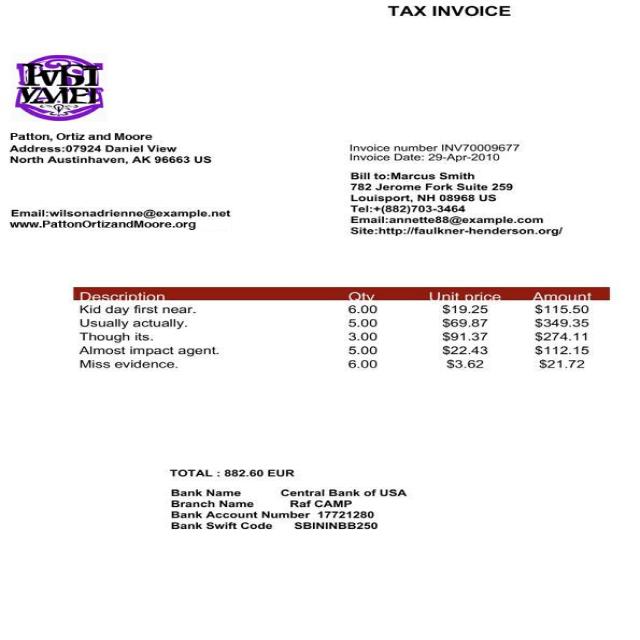 TAX INVOICE
Patton, Ortiz and Moore
Address:07924 Daniel View
North Austinhaven, AK 96663 US
Email:wilsonadrienne@example.net
www.PattonOrtizandMoore.org
Invoice number INV70009677
Invoice Date: 29-Apr-2010
Bill to:Marcus Smith
782 Jerome Fork Suite 259
Louisport, NH 08968 US
Tel:+(882)703-3464
Email:annette88@example.com
Site:http://faulkner-henderson.org/
Description Qty Unit price Amount
Kid day first near. 6.00 $19.25 $115.50
Usually actually. 5.00 $69.87 $349.35
Though its. 3.00 $91.37 $274.11
Almost impact agent. 5.00 $22.43 $112.15
Miss evidence. 6.00 $3.62 $21.72
TOTAL : 882.60 EUR
Bank Name Central Bank of USA
Branch Name Raf CAMP
Bank Account Number 17721280
Bank Swift Code SBININBB250